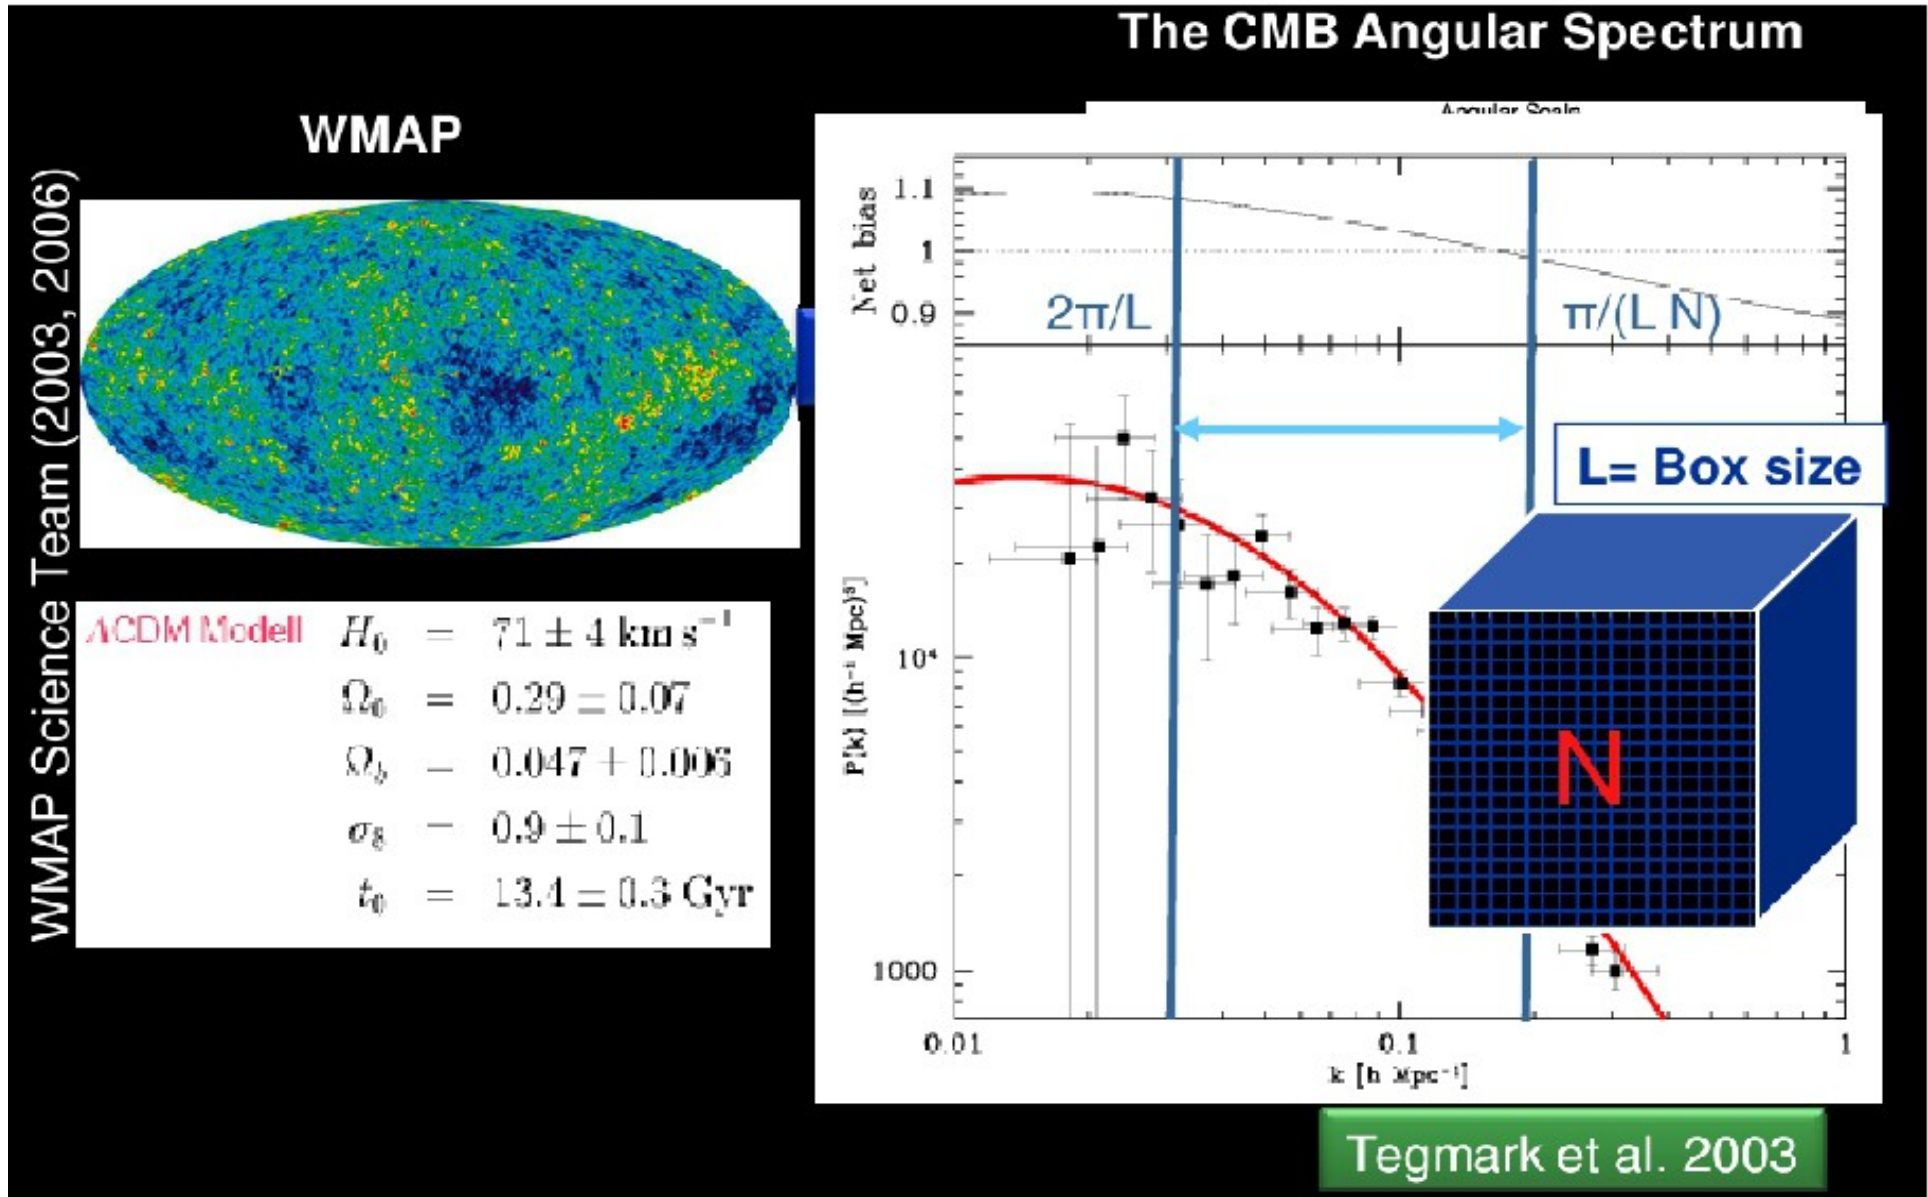 The CMB Angular Spectrum
WMAP
WMAP Science Team (2003, 2006)
ΛCDM Modell
H₀ = 71 ± 4 km s⁻¹
Ω₀ = 0.29 ± 0.07
Ω_b = 0.047 ± 0.006
σ₈ = 0.9 ± 0.1
t₀ = 13.4 ± 0.3 Gyr
Angular Scale
Net bias
1.1
1
0.9
2π/L
π/(L N)
L= Box size
N
P(k) [(h⁻¹ Mpc)³]
10⁴
1000
0.01
0.1
1
k [h Mpc⁻¹]
Tegmark et al. 2003